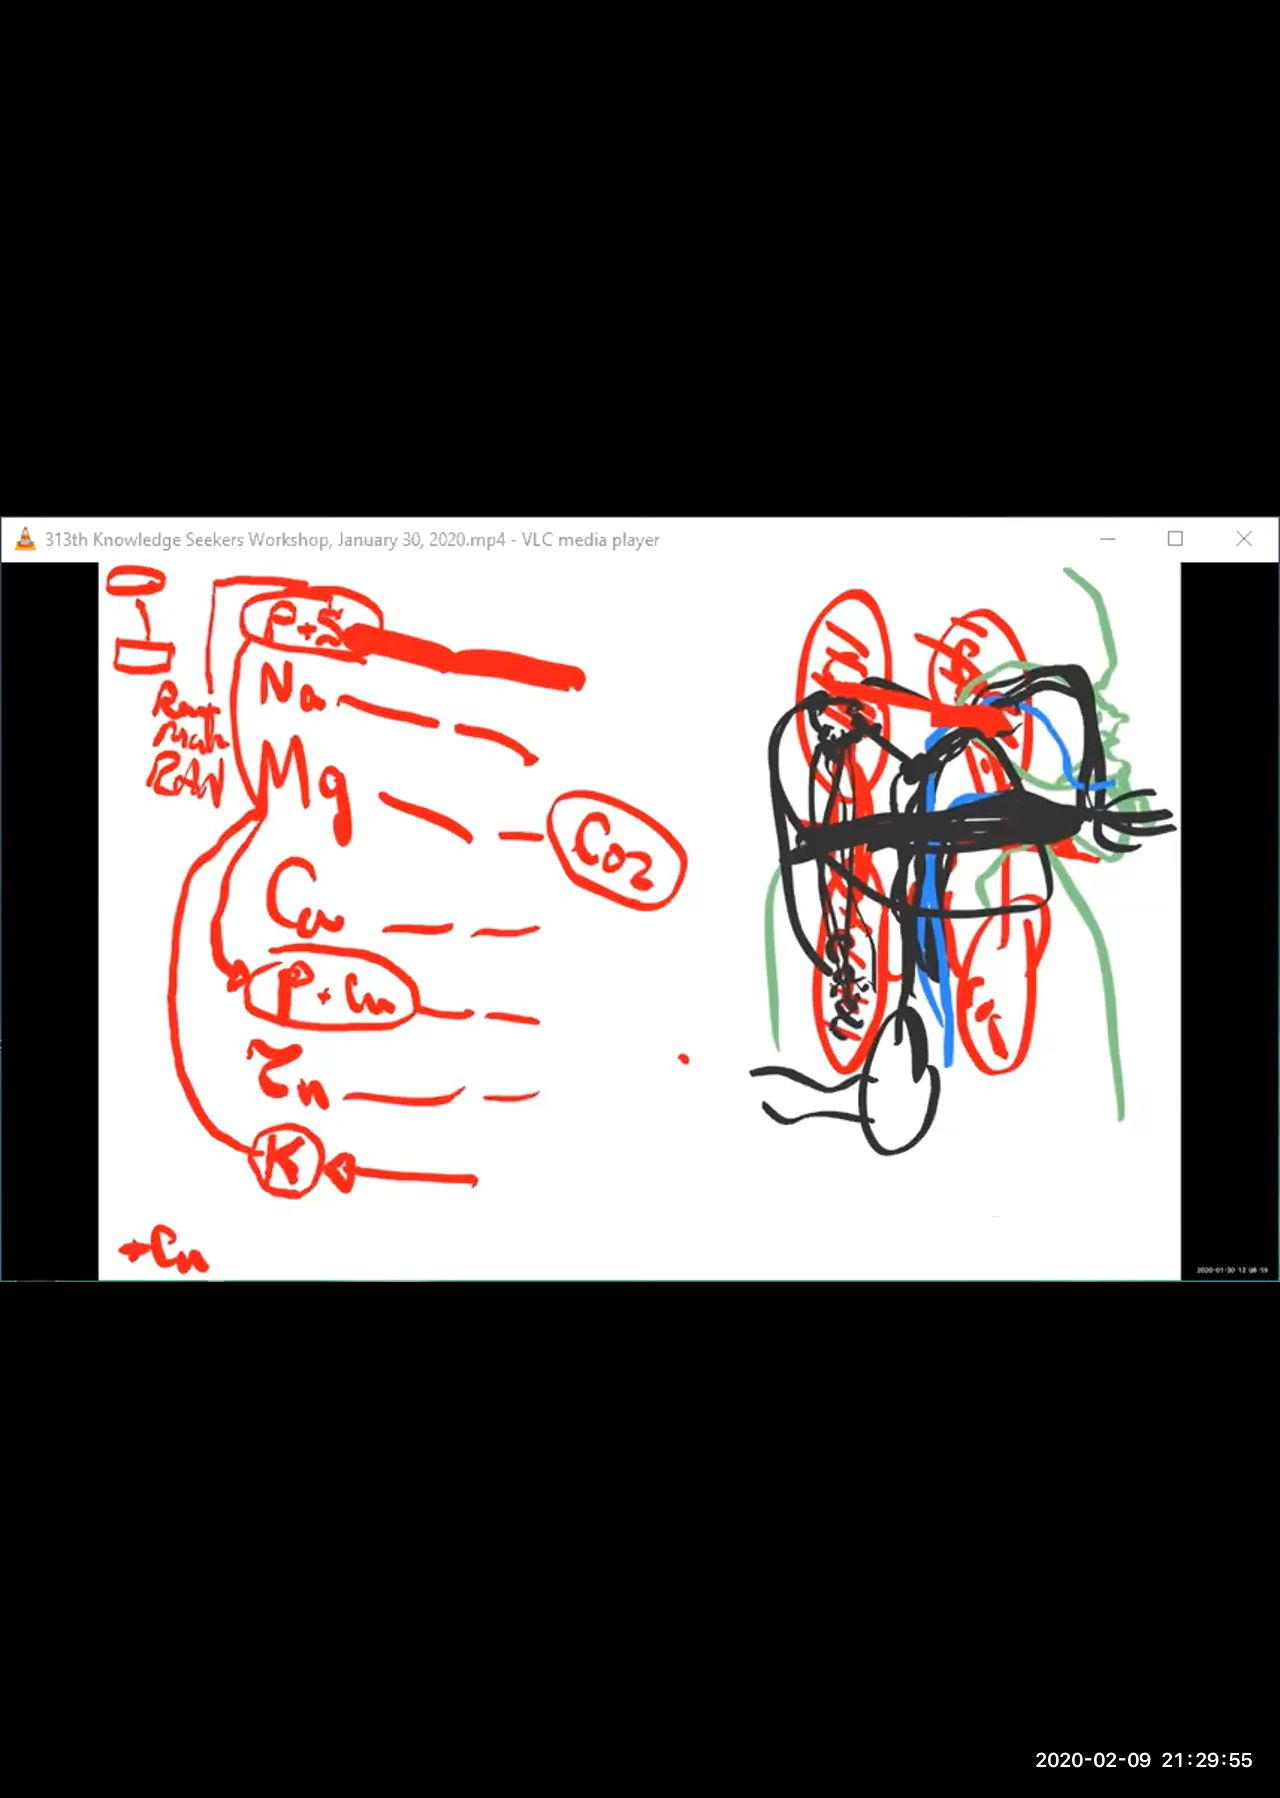 313th Knowledge Seekers Workshop, January 30, 2020.mp4 - VLC media player
P+S
Na
Mg
CO2
Ca
P + Cu
Zn
K
+Cu
2020-02-09 21:29:55